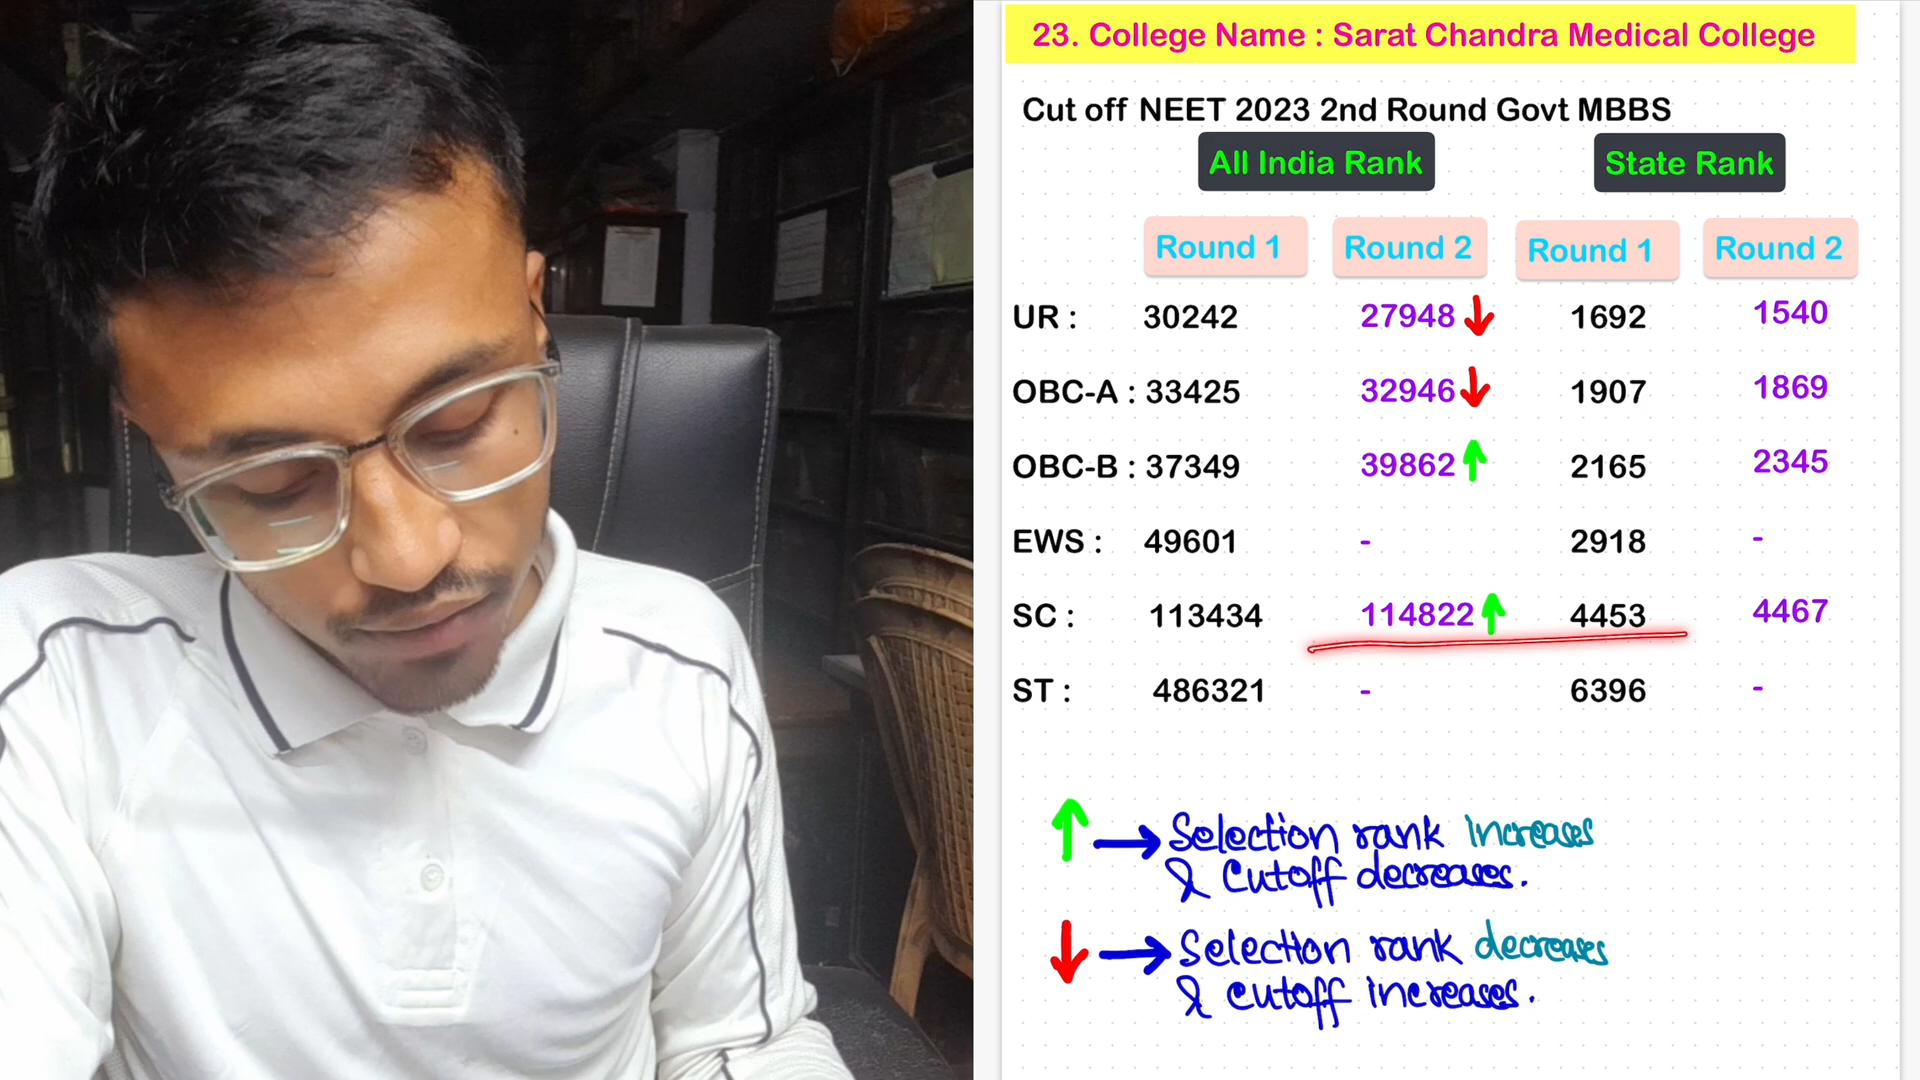 23. College Name : Sarat Chandra Medical College
Cut off NEET 2023 2nd Round Govt MBBS
All India Rank State Rank
Round 1 Round 2 Round 1 Round 2
UR : 30242 27948 1692 1540
OBC-A : 33425 32946 1907 1869
OBC-B : 37349 39862 2165 2345
EWS : 49601 - 2918 -
SC : 113434 114822 4453 4467
ST : 486321 - 6396 -
Selection rank increases
& Cutoff decreases.
Selection rank decreases
& cutoff increases.